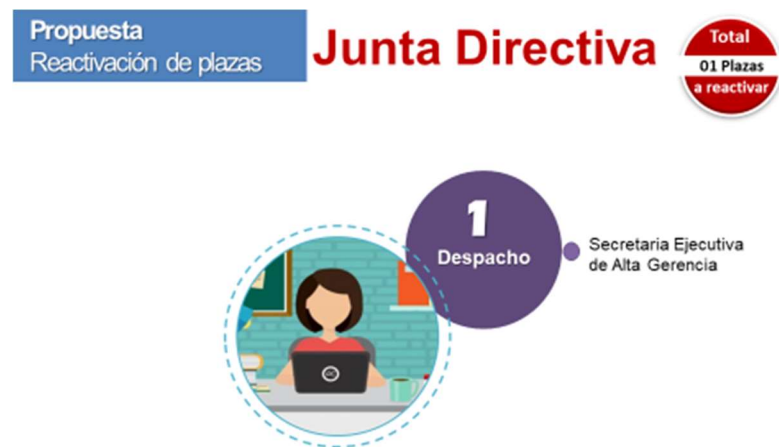 Propuesta
Reactivación de plazas
Junta Directiva
Total
01 Plazas
a reactivar
1
Despacho
Secretaria Ejecutiva
de Alta Gerencia